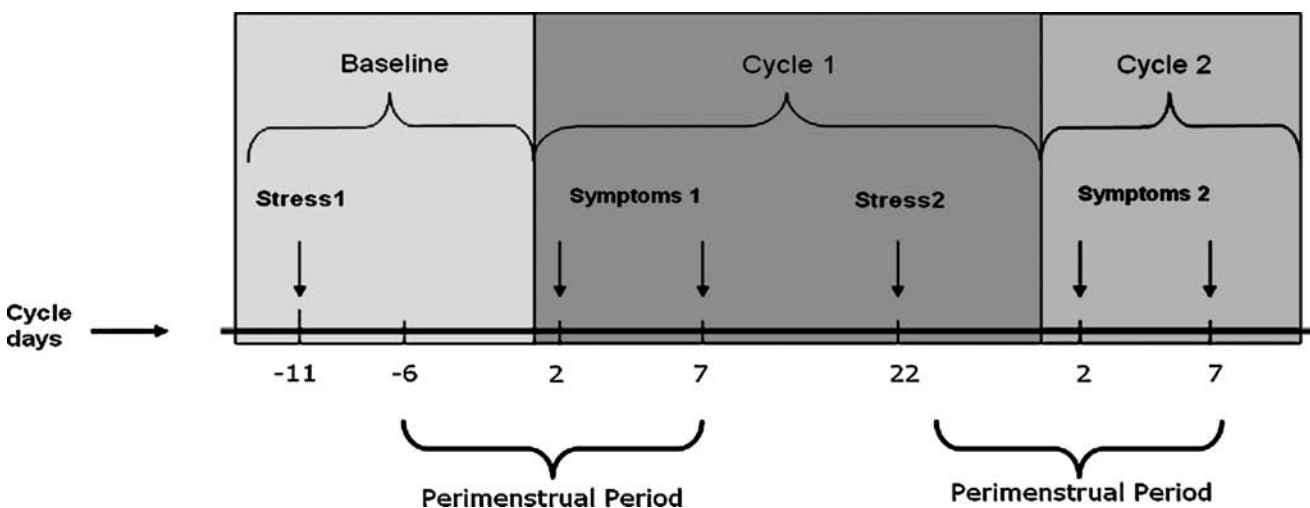 Baseline
Cycle 1
Cycle 2
Stress1
Symptoms 1
Stress2
Symptoms 2
Cycle
days
-11
-6
2
7
22
2
7
Perimenstrual Period
Perimenstrual Period